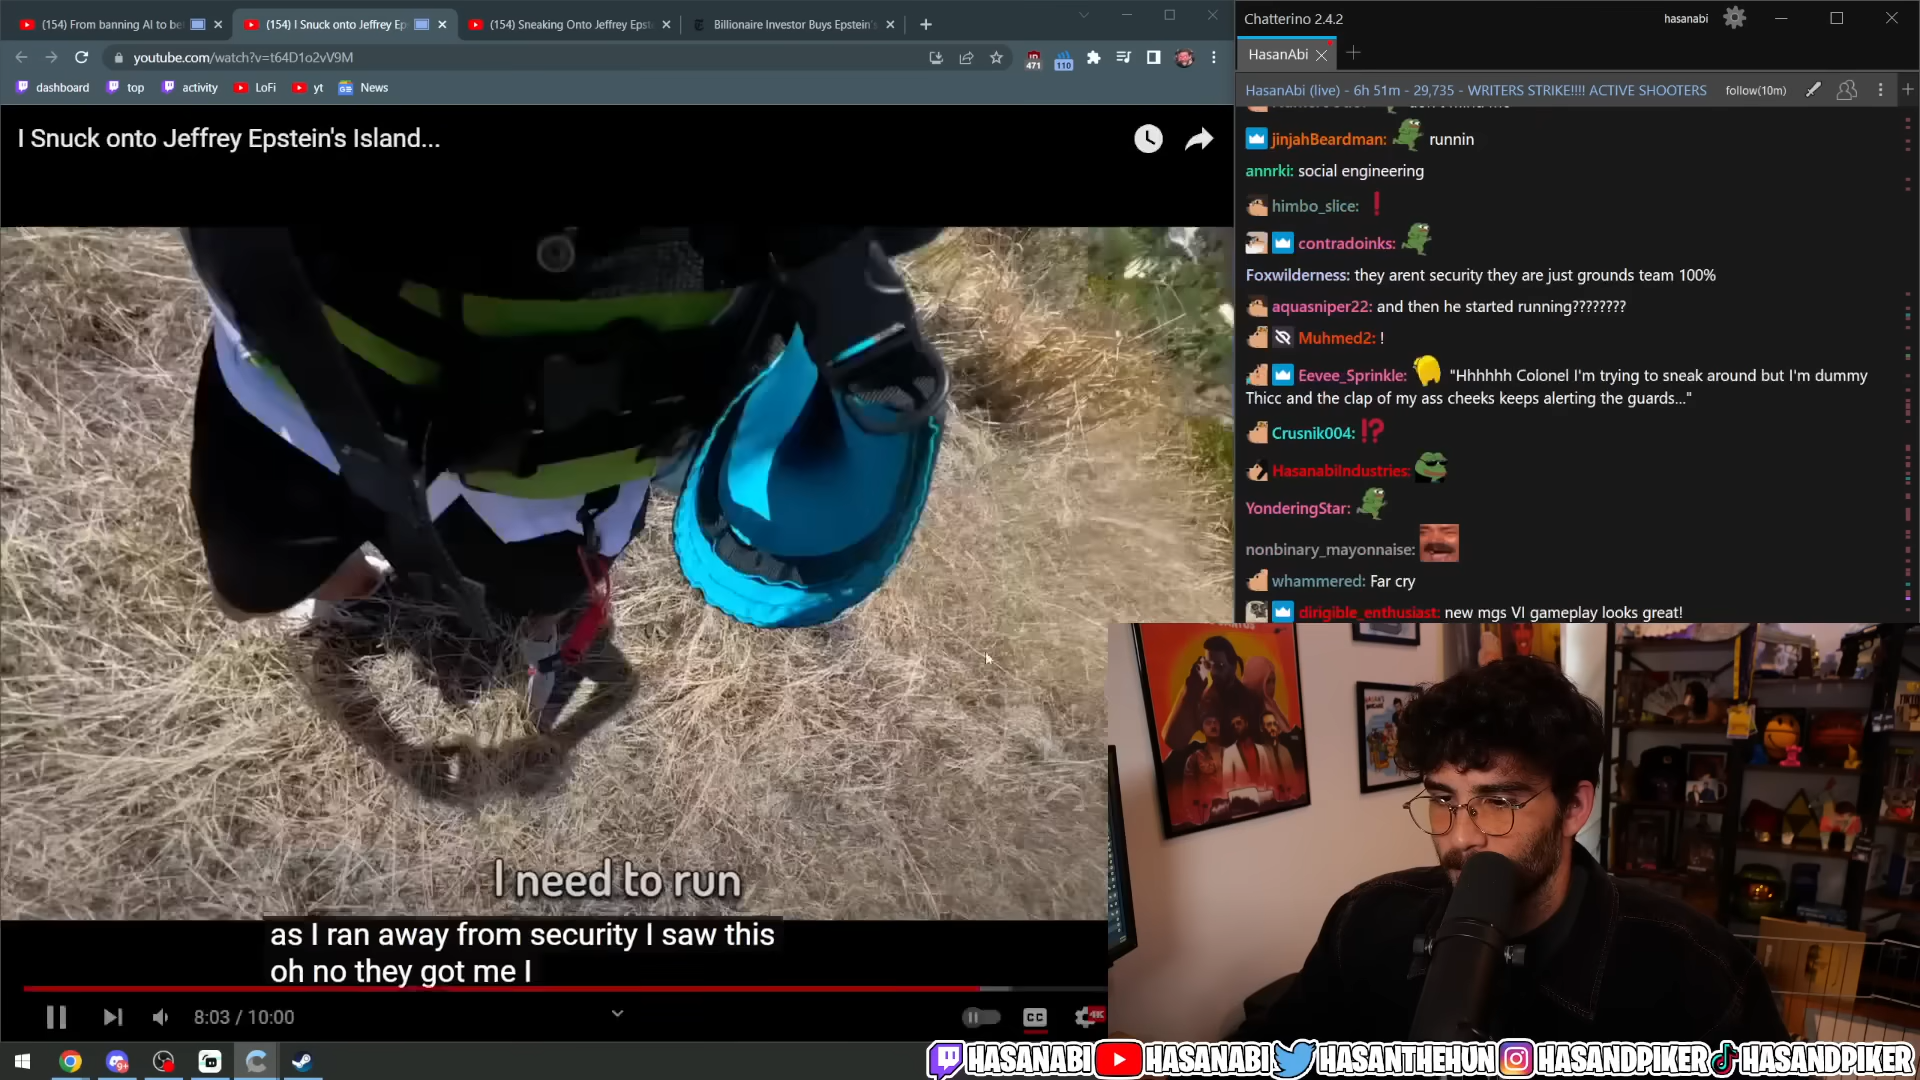 (154) From banning AI to be
(154) I Snuck onto Jeffrey Ep
(154) Sneaking Onto Jeffrey Epst
Billionaire Investor Buys Epstein's
youtube.com/watch?v=t64D1o2vV9M
471
110
dashboard
top
activity
LoFi
yt
News
I Snuck onto Jeffrey Epstein's Island...
I need to run
as I ran away from security I saw this
oh no they got me I
8:03 / 10:00
CC
4K
Chatterino 2.4.2
hasanabi
HasanAbi
HasanAbi (live) - 6h 51m - 29,735 - WRITERS STRIKE!!!! ACTIVE SHOOTERS
follow(10m)
jinjahBeardman: runnin
annrki: social engineering
himbo_slice:
contradoinks:
Foxwilderness: they arent security they are just grounds team 100%
aquasniper22: and then he started running????????
Muhmed2: !
Eevee_Sprinkle: "Hhhhhh Colonel I'm trying to sneak around but I'm dummy
Thicc and the clap of my ass cheeks keeps alerting the guards..."
Crusnik004:
HasanabiIndustries:
YonderingStar:
nonbinary_mayonnaise:
whammered: Far cry
dirigible_enthusiast: new mgs VI gameplay looks great!
HASANABI
HASANABI
HASANTHEHUN
HASANDPIKER
HASANDPIKER